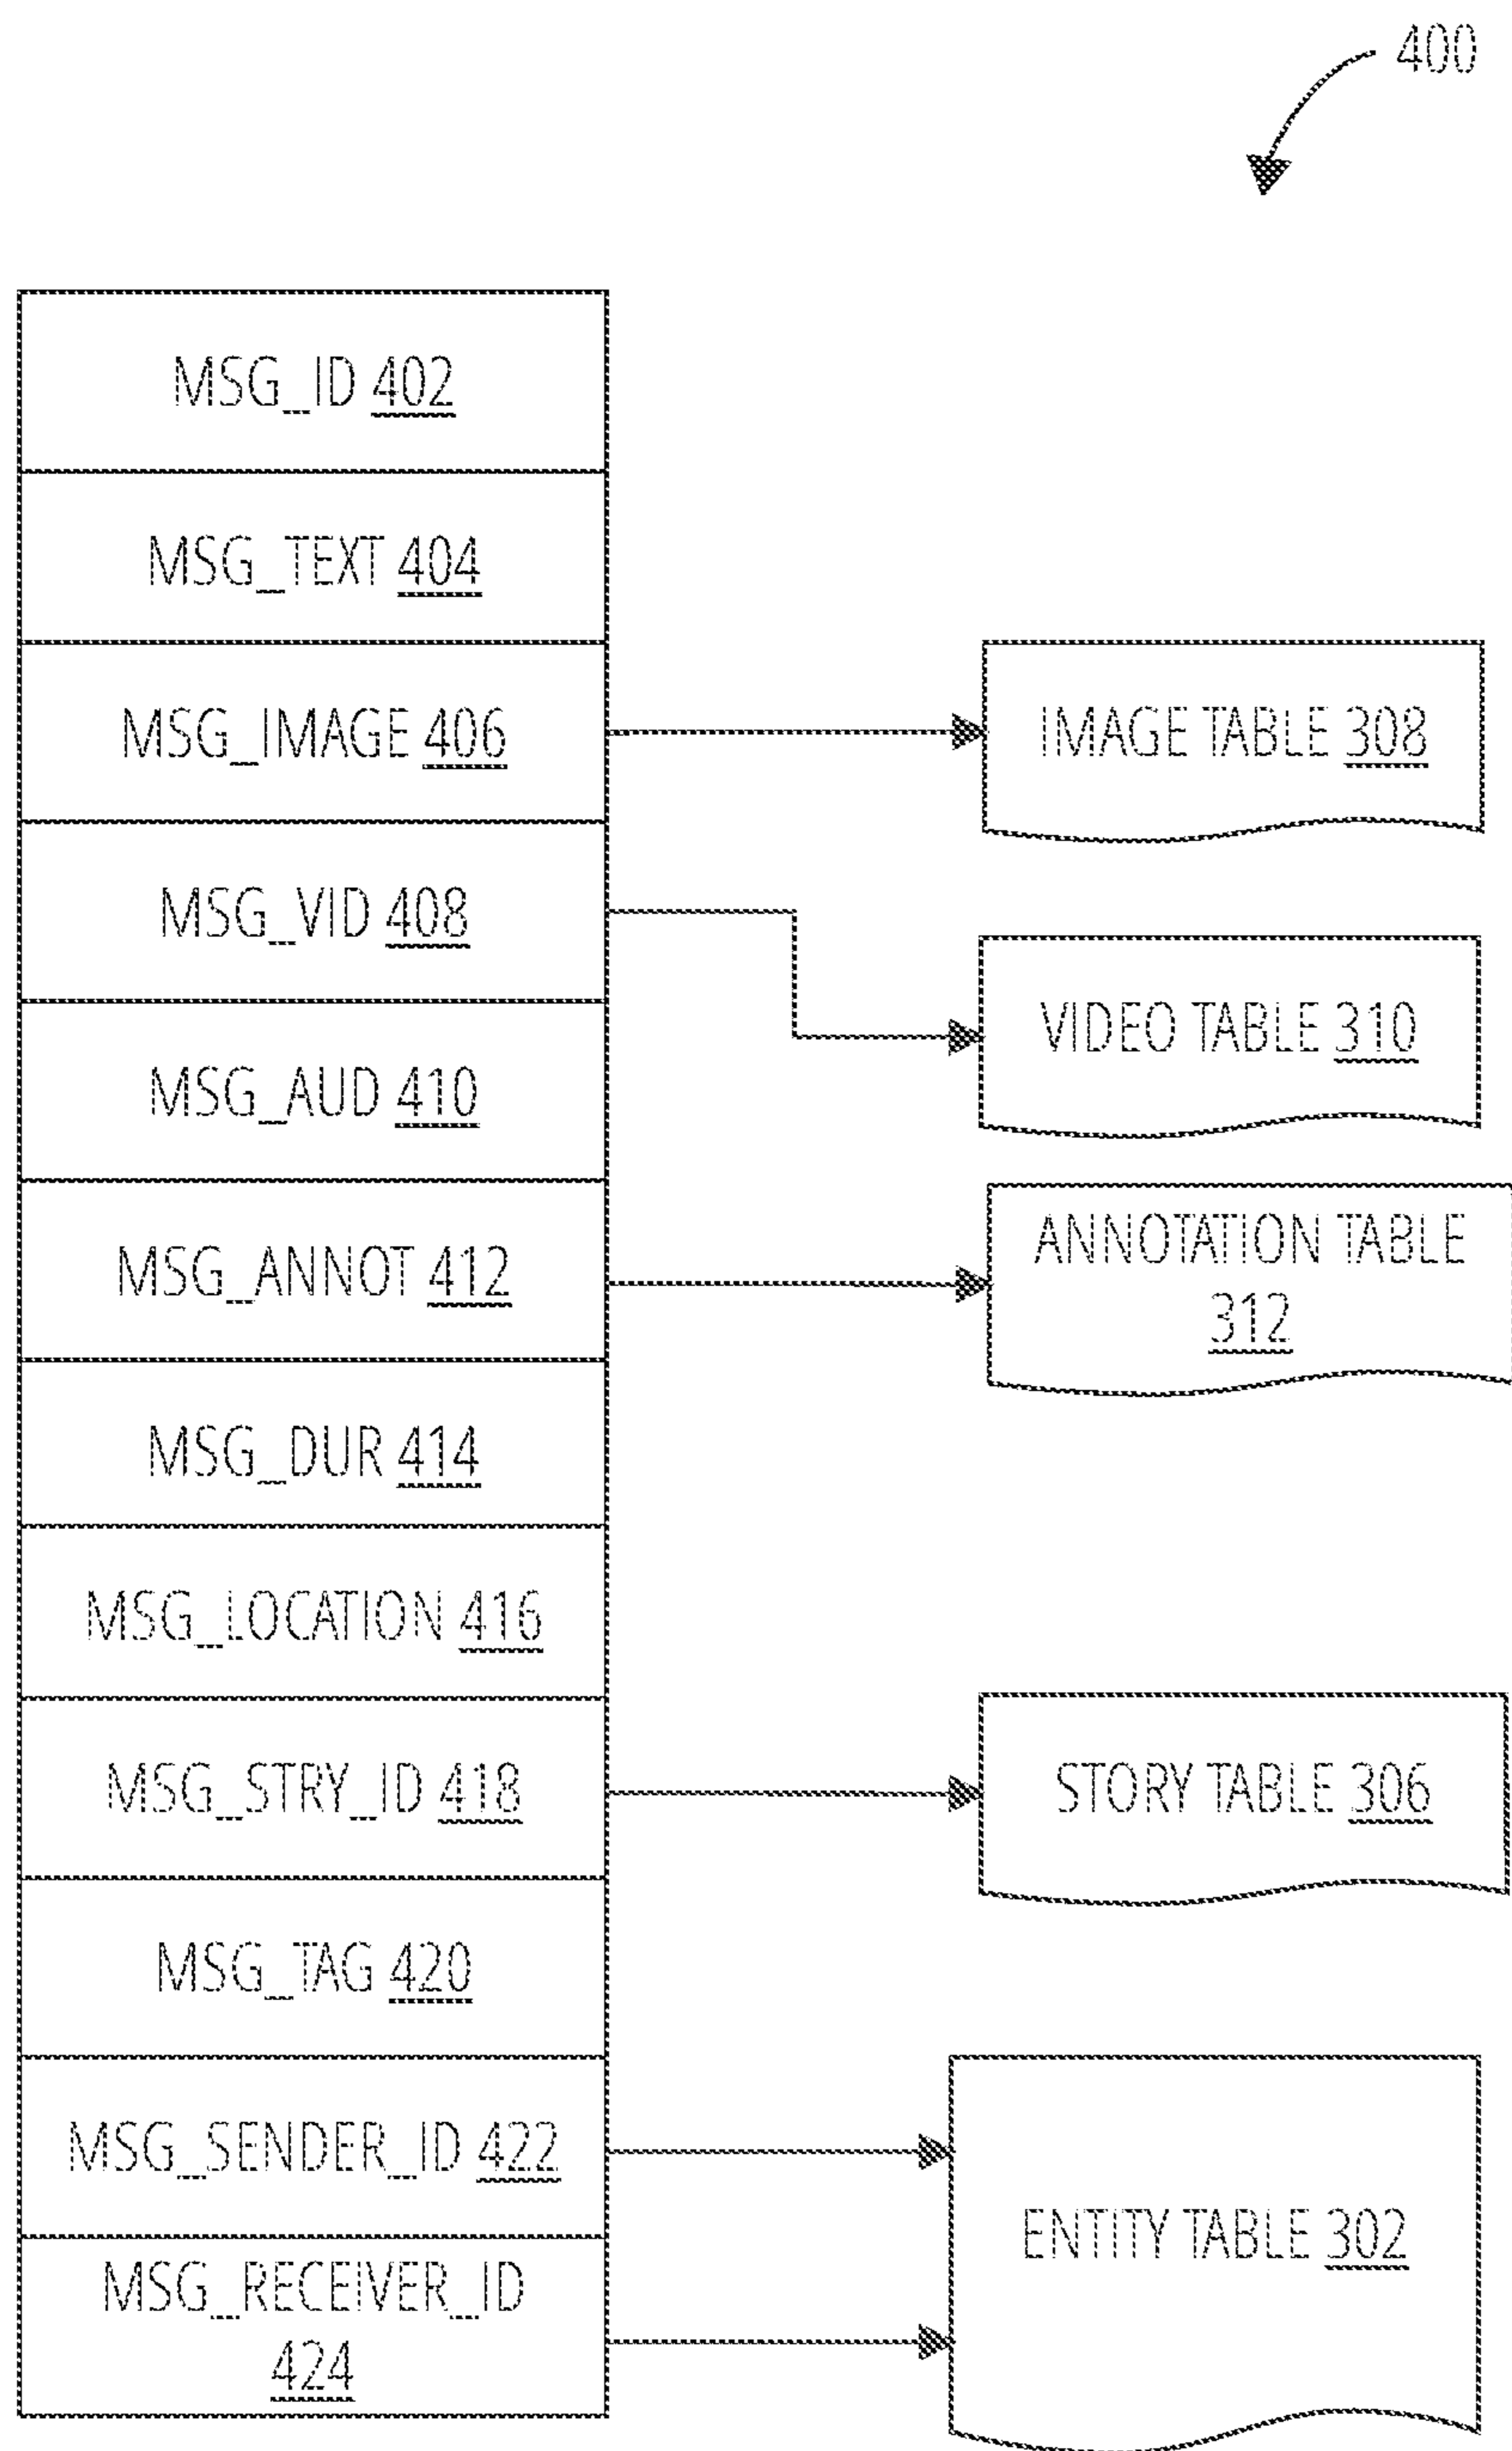 400
MSG_ID 402
MSG_TEXT 404
MSG_IMAGE 406
IMAGE TABLE 308
MSG_VID 408
VIDEO TABLE 310
MSG_AUD 410
MSG_ANNOT 412
ANNOTATION TABLE
312
MSG_DUR 414
MSG_LOCATION 416
MSG_STRY_ID 418
STORY TABLE 306
MSG_TAG 420
MSG_SENDER_ID 422
ENTITY TABLE 302
MSG_RECEIVER_ID
424